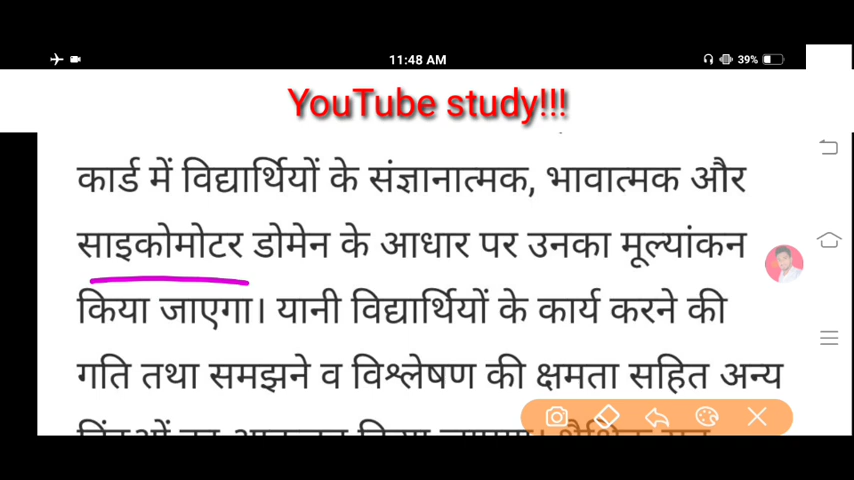 11:48 AM
39%
YouTube study!!!
कार्ड में विद्यार्थियों के संज्ञानात्मक, भावात्मक और
साइकोमोटर डोमेन के आधार पर उनका मूल्यांकन
किया जाएगा। यानी विद्यार्थियों के कार्य करने की
गति तथा समझने व विश्लेषण की क्षमता सहित अन्य